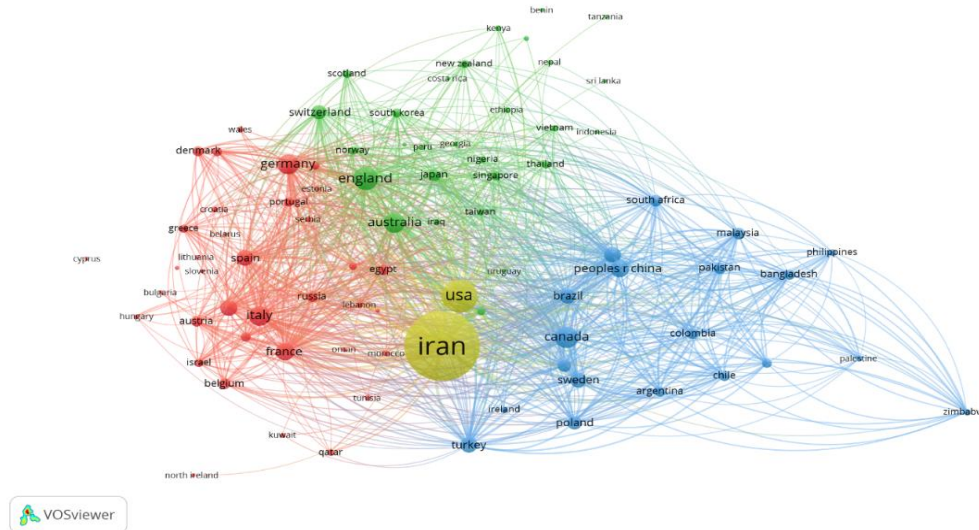 benin
tanzania
kenya
new zealand
nepal
scotland
costa rica
sri lanka
switzerland
south korea
ethiopia
vietnam
indonesia
wales
denmark
norway
peru
georgia
germany
nigeria
thailand
england
japan
singapore
estonia
portugal
south africa
croatia
taiwan
serbia
australia
iraq
greece
belarus
malaysia
cyprus
lithuania
spain
philippines
slovenia
egypt
uruguay
peoples r china
pakistan
bangladesh
bulgaria
russia
usa
brazil
lebanon
hungary
austria
italy
colombia
canada
iran
oman
morocco
france
palestine
israel
chile
belgium
sweden
argentina
tunisia
ireland
zimbabw
poland
kuwait
turkey
qatar
north ireland
VOSviewer